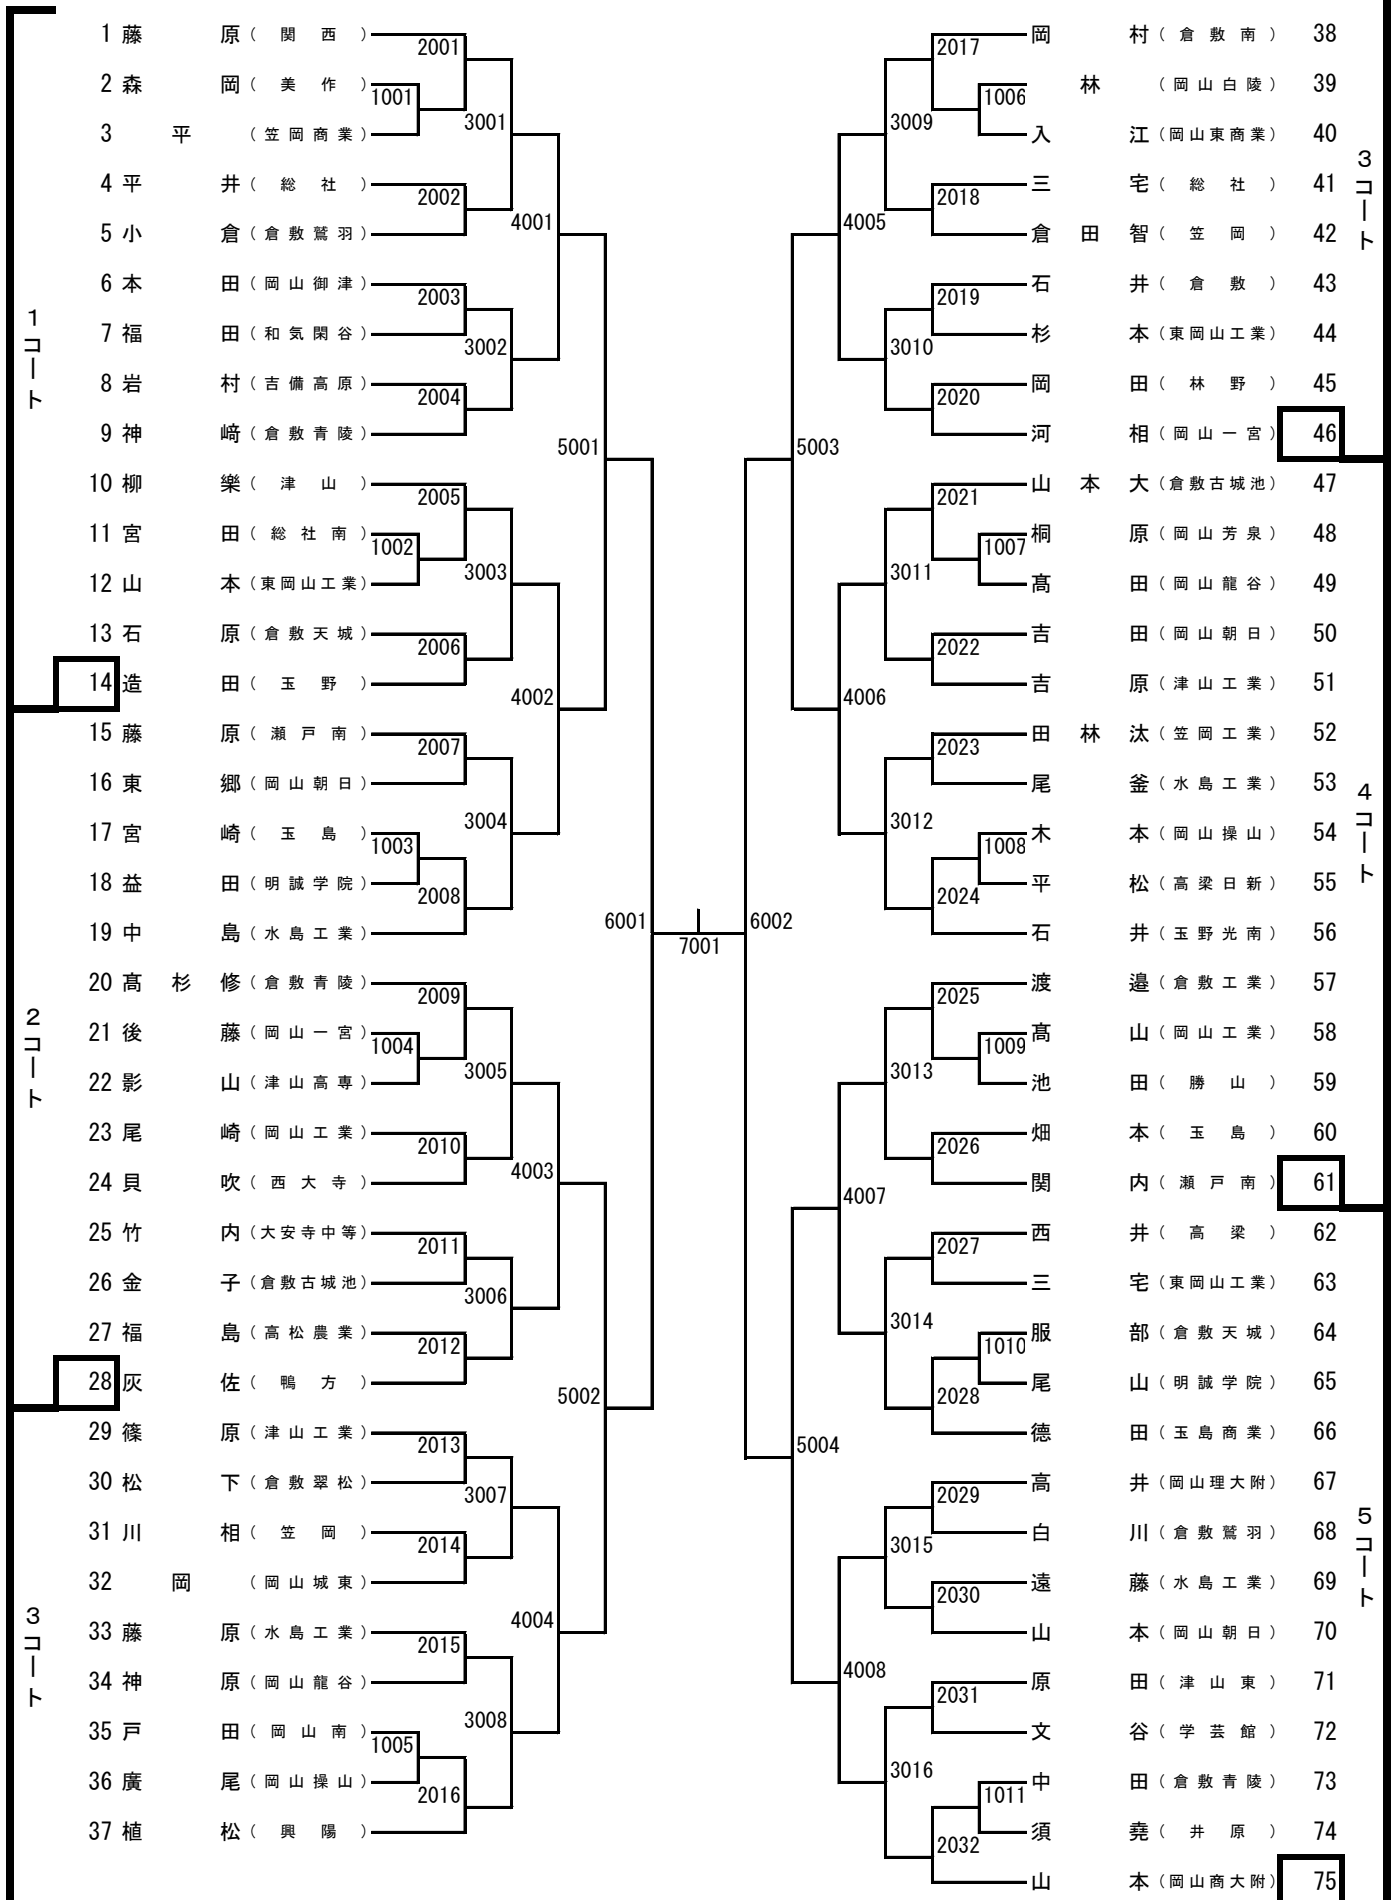 1 藤原（関西）
2001
2 森岡（美作）
1001
3001
3 平（笠岡商業）
4 平井（総社）
2002
4001
5 小倉（倉敷鷲羽）
6 本田（岡山御津）
2003
7 福田（和気閑谷）
3002
8 岩村（吉備高原）
2004
9 神﨑（倉敷青陵）
5001
10 柳樂（津山）
2005
11 宮田（総社南）
1002
3003
12 山本（東岡山工業）
13 石原（倉敷天城）
2006
14 造田（玉野）
4002
15 藤原（瀬戸南）
2007
16 東郷（岡山朝日）
3004
17 宮崎（玉島）
1003
18 益田（明誠学院）
2008
19 中島（水島工業）
6001
20 髙杉修（倉敷青陵）
2009
21 後藤（岡山一宮）
1004
3005
22 影山（津山高専）
23 尾崎（岡山工業）
2010
4003
24 貝吹（西大寺）
25 竹内（大安寺中等）
2011
26 金子（倉敷古城池）
3006
27 福島（高松農業）
2012
28 灰佐（鴨方）
5002
29 篠原（津山工業）
2013
30 松下（倉敷翠松）
3007
31 川相（笠岡）
2014
32 岡（岡山城東）
4004
33 藤原（水島工業）
2015
34 神原（岡山龍谷）
3008
35 戸田（岡山南）
1005
36 廣尾（岡山操山）
2016
37 植松（興陽）
1コート
2コート
3コート
7001
岡村（倉敷南） 38
2017
林（岡山白陵） 39
1006
3009
入江（岡山東商業） 40
三宅（総社） 41
2018
4005
倉田智（笠岡） 42
石井（倉敷） 43
2019
杉本（東岡山工業） 44
3010
岡田（林野） 45
2020
河相（岡山一宮） 46
5003
山本大（倉敷古城池） 47
2021
桐原（岡山芳泉） 48
1007
3011
髙田（岡山龍谷） 49
吉田（岡山朝日） 50
2022
吉原（津山工業） 51
4006
田林汰（笠岡工業） 52
2023
尾釜（水島工業） 53
3012
木本（岡山操山） 54
1008
平松（高梁日新） 55
2024
石井（玉野光南） 56
6002
渡邉（倉敷工業） 57
2025
髙山（岡山工業） 58
1009
3013
池田（勝山） 59
畑本（玉島） 60
2026
関内（瀬戸南） 61
4007
西井（高梁） 62
2027
三宅（東岡山工業） 63
3014
服部（倉敷天城） 64
1010
尾山（明誠学院） 65
2028
德田（玉島商業） 66
5004
高井（岡山理大附） 67
2029
白川（倉敷鷲羽） 68
3015
遠藤（水島工業） 69
2030
山本（岡山朝日） 70
4008
原田（津山東） 71
2031
文谷（学芸館） 72
3016
中田（倉敷青陵） 73
1011
須堯（井原） 74
2032
山本（岡山商大附） 75
3コート
4コート
5コート